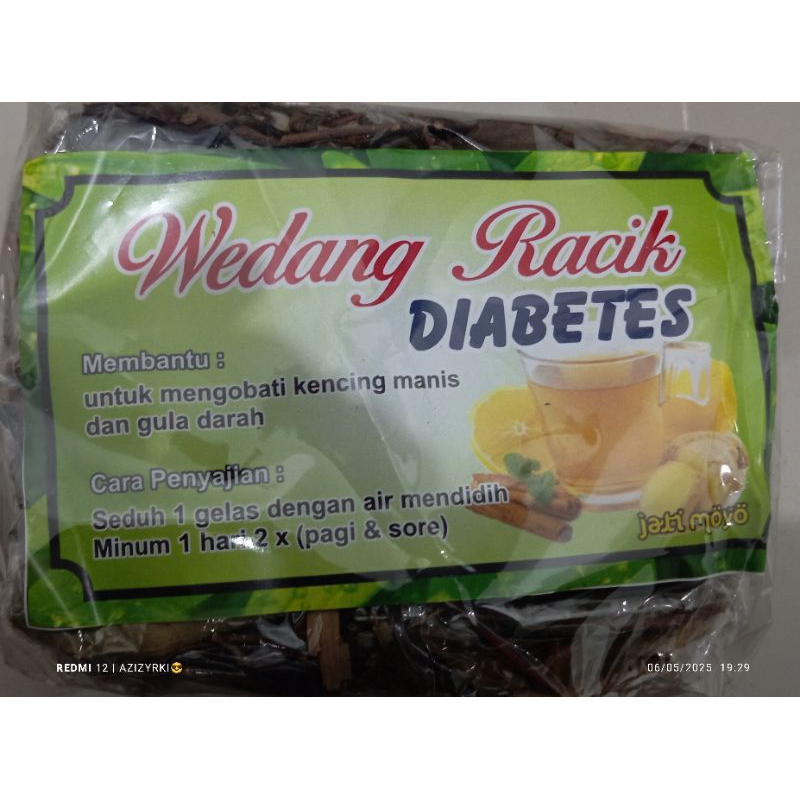 Wedang Racik
DIABETES
Membantu :
untuk mengobati kencing manis
dan gula darah
Cara Penyajian :
Seduh 1 gelas dengan air mendidih
Minum 1 hari 2 x (pagi & sore)
jati möyö
REDMI 12 | AZIZYRKI😎
06/05/2025 19:29